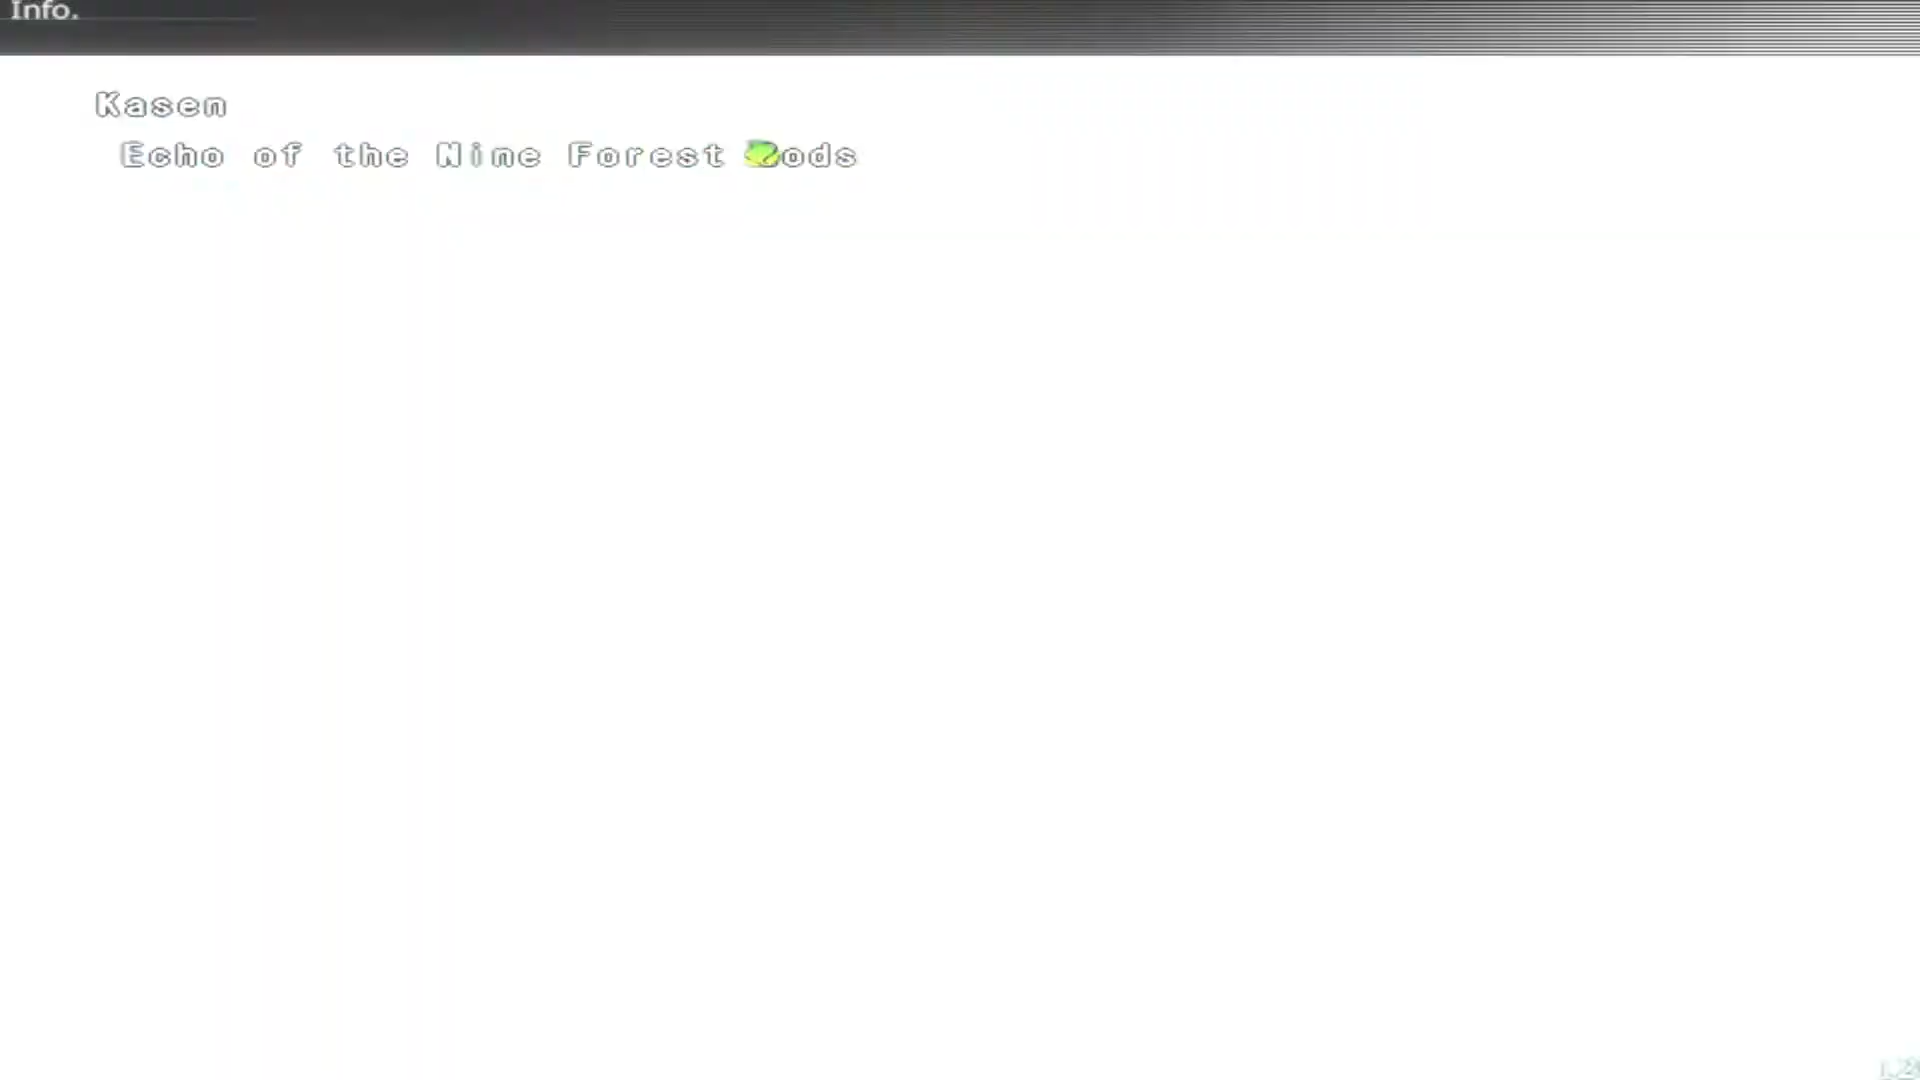 Info.
Kasen
Echo of the Nine Forest